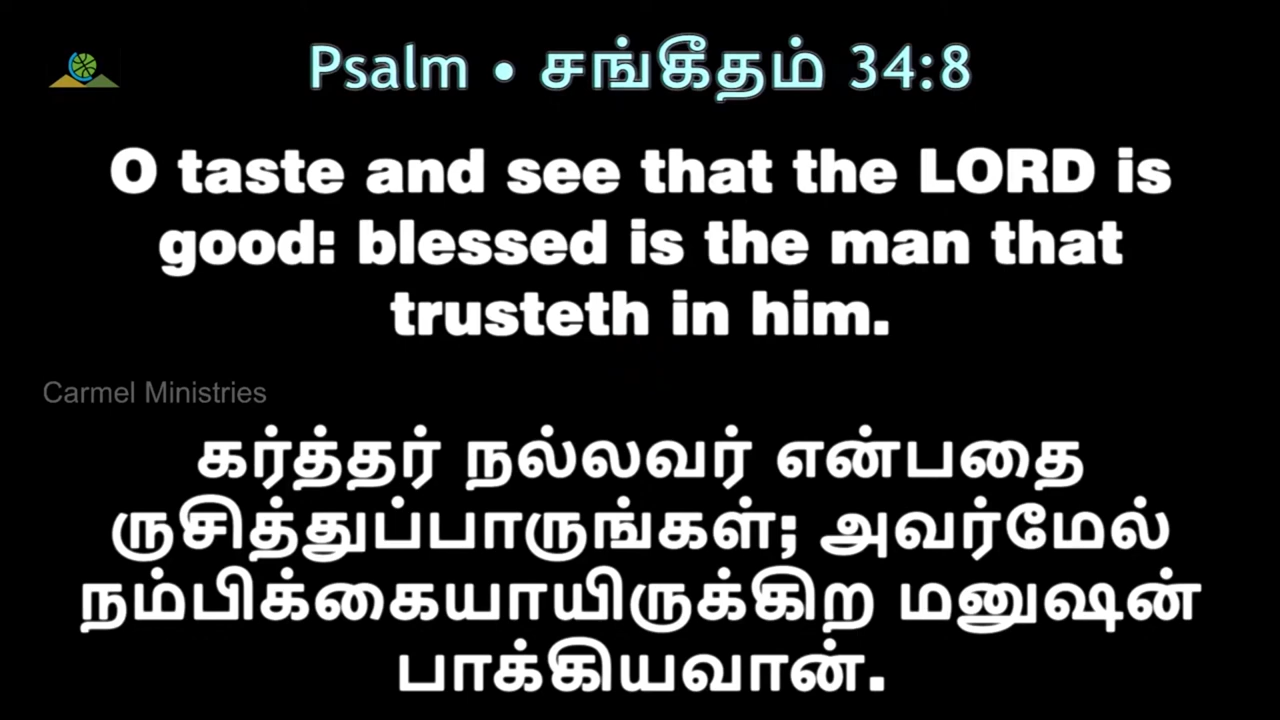 Psalm • சங்கீதம் 34:8
O taste and see that the LORD is
good: blessed is the man that
trusteth in him.
Carmel Ministries
கர்த்தர் நல்லவர் என்பதை
ருசித்துப்பாருங்கள்; அவர்மேல்
நம்பிக்கையாயிருக்கிற மனுஷன்
பாக்கியவான்.